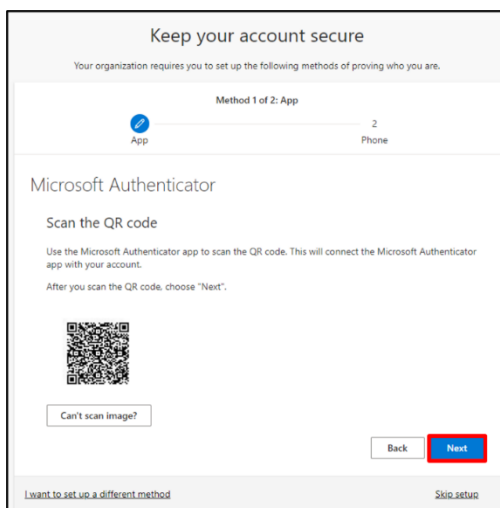 Keep your account secure
Your organization requires you to set up the following methods of proving who you are.
Method 1 of 2: App
2
App
Phone
Microsoft Authenticator
Scan the QR code
Use the Microsoft Authenticator app to scan the QR code. This will connect the Microsoft Authenticator
app with your account.
After you scan the QR code, choose "Next".
Can't scan image?
Back
Next
I want to set up a different method
Skip setup